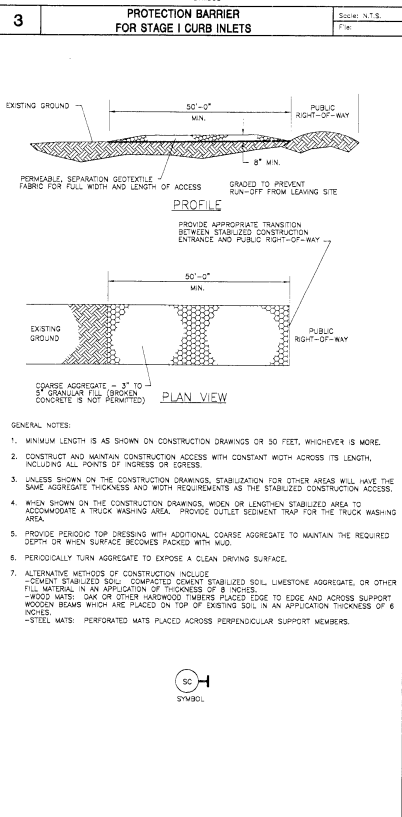 3
PROTECTION BARRIER
FOR STAGE I CURB INLETS
Scale: N.T.S.
File:
EXISTING GROUND
50'-0"
MIN.
PUBLIC
RIGHT-OF-WAY
8" MIN.
PERMEABLE, SEPARATION GEOTEXTILE
FABRIC FOR FULL WIDTH AND LENGTH OF ACCESS
GRADED TO PREVENT
RUN-OFF FROM LEAVING SITE
PROFILE
PROVIDE APPROPRIATE TRANSITION
BETWEEN STABILIZED CONSTRUCTION
ENTRANCE AND PUBLIC RIGHT-OF-WAY
50'-0"
MIN.
EXISTING
GROUND
PUBLIC
RIGHT-OF-WAY
COARSE AGGREGATE - 3" TO
5" GRANULAR FILL (BROKEN
CONCRETE IS NOT PERMITTED)
PLAN VIEW
GENERAL NOTES:
1. MINIMUM LENGTH IS AS SHOWN ON CONSTRUCTION DRAWINGS OR 50 FEET, WHICHEVER IS MORE.
2. CONSTRUCT AND MAINTAIN CONSTRUCTION ACCESS WITH CONSTANT WIDTH ACROSS ITS LENGTH,
INCLUDING ALL POINTS OF INGRESS OR EGRESS.
3. UNLESS SHOWN ON THE CONSTRUCTION DRAWINGS, STABILIZATION FOR OTHER AREAS WILL HAVE THE
SAME AGGREGATE THICKNESS AND WIDTH REQUIREMENTS AS THE STABILIZED CONSTRUCTION ACCESS.
4. WHEN SHOWN ON THE CONSTRUCTION DRAWINGS, WIDEN OR LENGTHEN STABILIZED AREA TO
ACCOMMODATE A TRUCK WASHING AREA. PROVIDE OUTLET SEDIMENT TRAP FOR THE TRUCK WASHING
AREA.
5. PROVIDE PERIODIC TOP DRESSING WITH ADDITIONAL COARSE AGGREGATE TO MAINTAIN THE REQUIRED
DEPTH OR WHEN SURFACE BECOMES PACKED WITH MUD.
6. PERIODICALLY TURN AGGREGATE TO EXPOSE A CLEAN DRIVING SURFACE.
7. ALTERNATIVE METHODS OF CONSTRUCTION INCLUDE
-CEMENT STABILIZED SOIL: COMPACTED CEMENT STABILIZED SOIL, LIMESTONE AGGREGATE, OR OTHER
FILL MATERIAL IN AN APPLICATION OF THICKNESS OF 8 INCHES.
-WOOD MATS: OAK OR OTHER HARDWOOD TIMBERS PLACED EDGE TO EDGE AND ACROSS SUPPORT
WOODEN BEAMS WHICH ARE PLACED ON TOP OF EXISTING SOIL IN AN APPLICATION THICKNESS OF 6
INCHES.
-STEEL MATS: PERFORATED MATS PLACED ACROSS PERPENDICULAR SUPPORT MEMBERS.
SC
SYMBOL